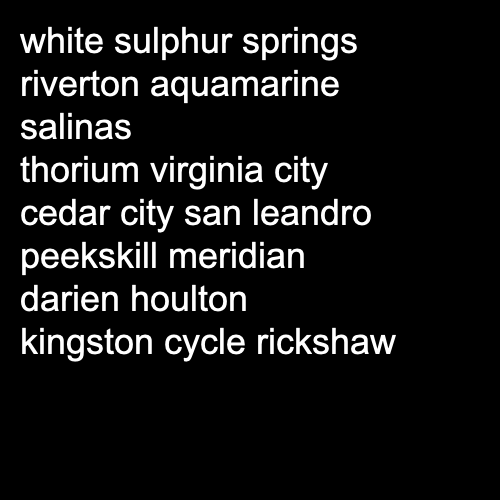 white sulphur springs
riverton aquamarine
salinas
thorium virginia city
cedar city san leandro
peekskill meridian
darien houlton
kingston cycle rickshaw